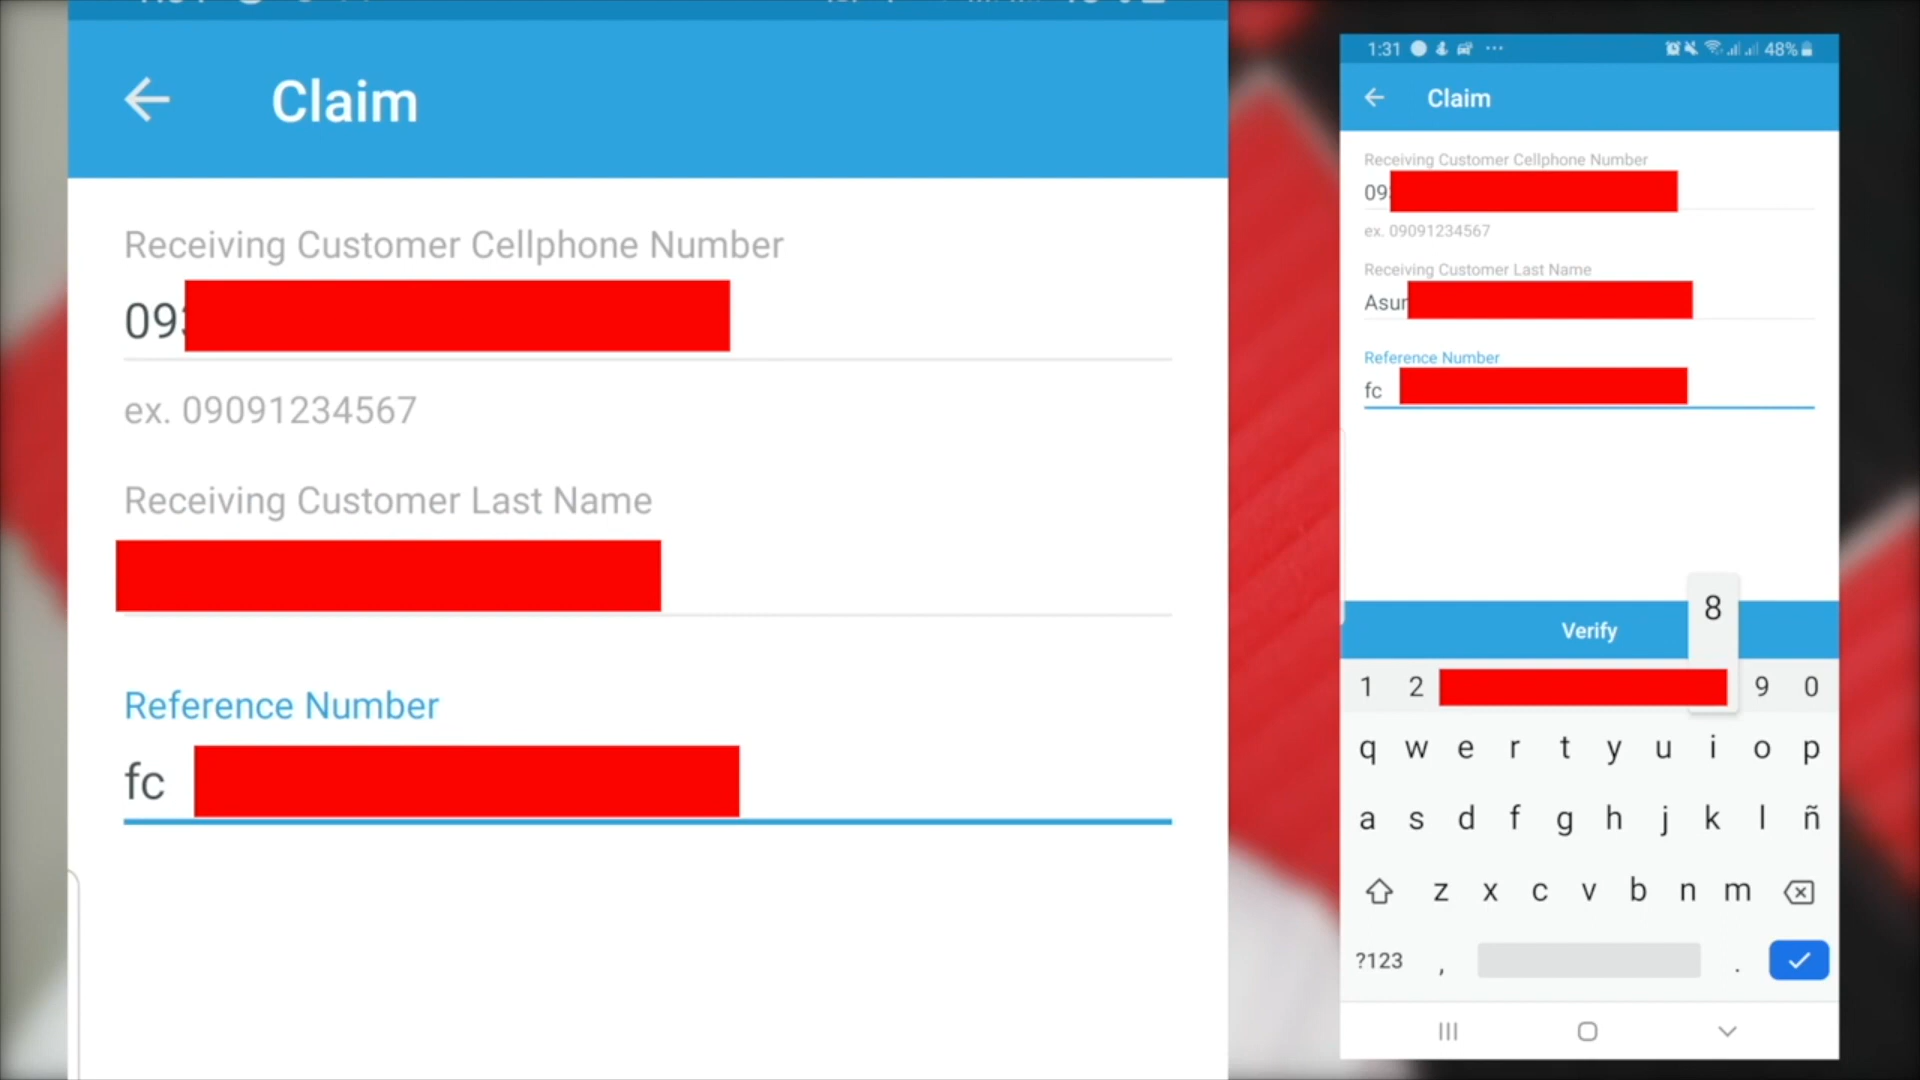 Claim
Receiving Customer Cellphone Number
09
ex. 09091234567
Receiving Customer Last Name
Reference Number
fc
1:31 ··· 48%
Claim
Receiving Customer Cellphone Number
09
ex. 09091234567
Receiving Customer Last Name
Asun
Reference Number
fc
8
Verify
1 2 9 0
q w e r t y u i o p
a s d f g h j k l ñ
z x c v b n m
?123 , .